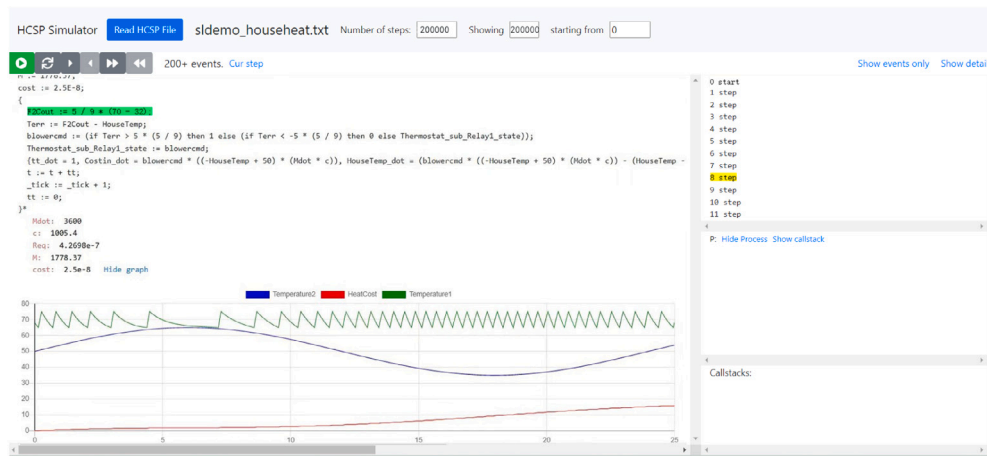 HCSP Simulator Read HCSP File sldemo_househeat.txt Number of steps: 200000 Showing 200000 starting from 0
200+ events. Cur step Show events only Show detai
M := 1778.37;
cost := 2.5E-8;
{
F2Cout := 5 / 9 * (70 - 32);
Terr := F2Cout - HouseTemp;
blowercmd := (if Terr > 5 * (5 / 9) then 1 else (if Terr < -5 * (5 / 9) then 0 else Thermostat_sub_Relay1_state));
Thermostat_sub_Relay1_state := blowercmd;
{tt_dot = 1, Costin_dot = blowercmd * ((-HouseTemp + 50) * (Mdot * c)), HouseTemp_dot = (blowercmd * ((-HouseTemp + 50) * (Mdot * c)) - (HouseTemp -
t := t + tt;
_tick := _tick + 1;
tt := 0;
}*
Mdot: 3600
c: 1005.4
Req: 4.2698e-7
M: 1778.37
cost: 2.5e-8 Hide graph
Temperature2 HeatCost Temperature1
80
70
60
50
40
30
20
10
0
0 5 10 15 20 25
0 start
1 step
2 step
3 step
4 step
5 step
6 step
7 step
8 step
9 step
10 step
11 step
P: Hide Process Show callstack
Callstacks: